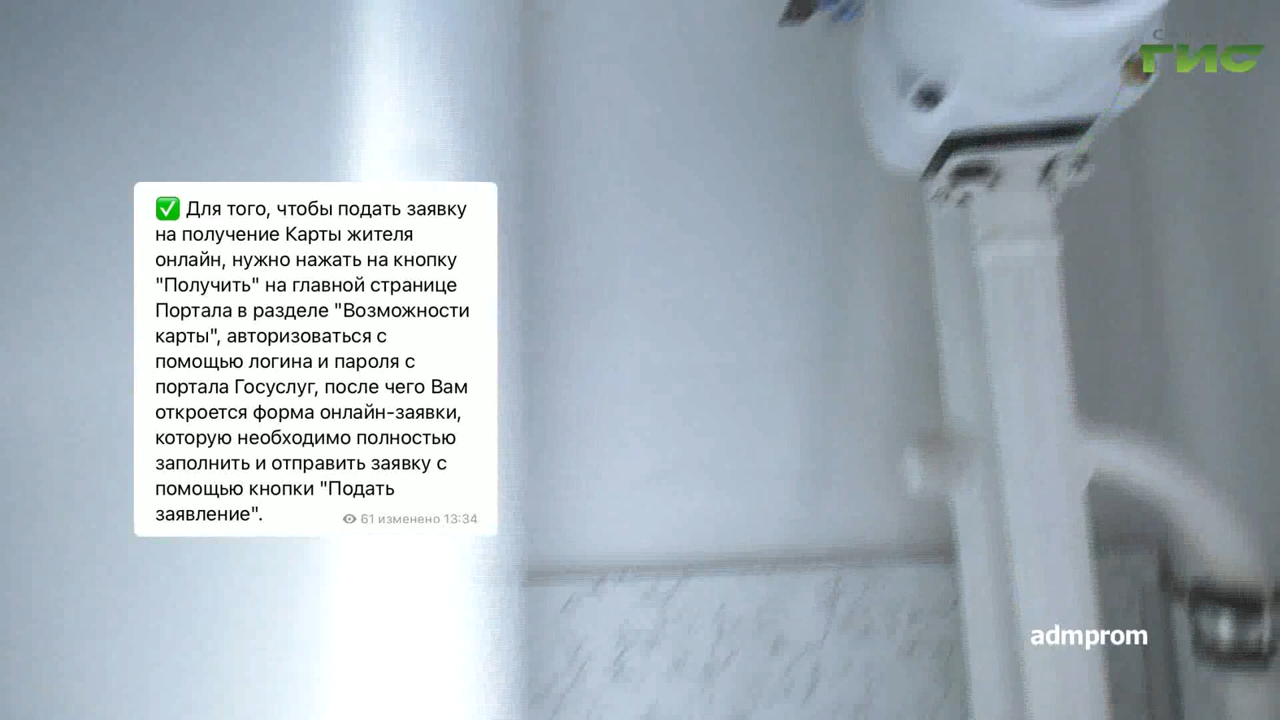 ГИС
✅ Для того, чтобы подать заявку
на получение Карты жителя
онлайн, нужно нажать на кнопку
"Получить" на главной странице
Портала в разделе "Возможности
карты", авторизоваться с
помощью логина и пароля с
портала Госуслуг, после чего Вам
откроется форма онлайн-заявки,
которую необходимо полностью
заполнить и отправить заявку с
помощью кнопки "Подать
заявление".
61 изменено 13:34
admprom